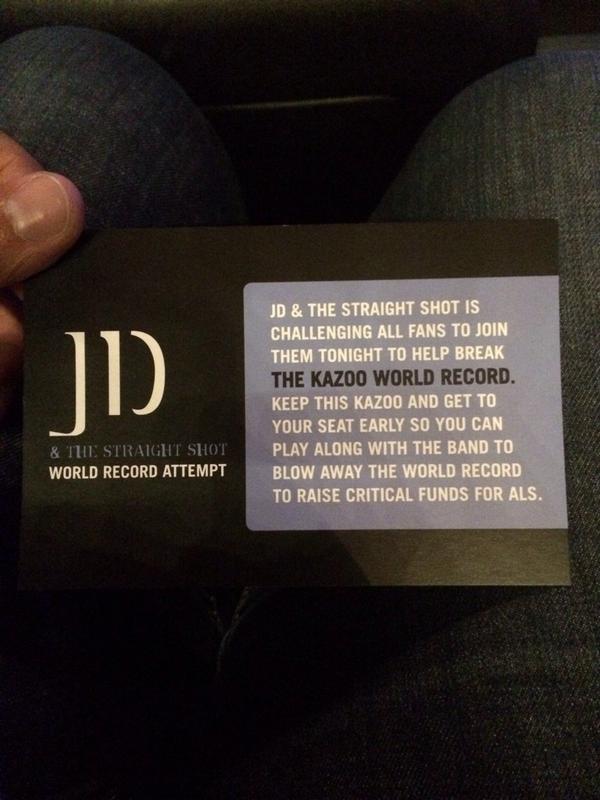 JD
& THE STRAIGHT SHOT
WORLD RECORD ATTEMPT
JD & THE STRAIGHT SHOT IS
CHALLENGING ALL FANS TO JOIN
THEM TONIGHT TO HELP BREAK
THE KAZOO WORLD RECORD.
KEEP THIS KAZOO AND GET TO
YOUR SEAT EARLY SO YOU CAN
PLAY ALONG WITH THE BAND TO
BLOW AWAY THE WORLD RECORD
TO RAISE CRITICAL FUNDS FOR ALS.